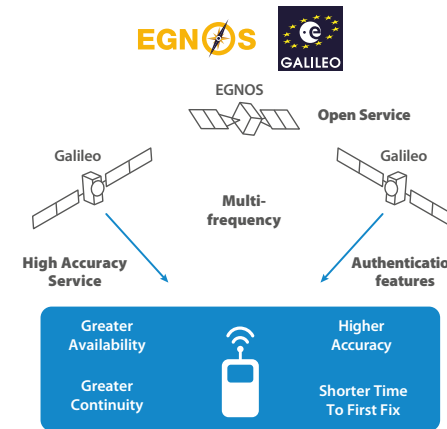 EGNOS
GALILEO
EGNOS
Open Service
Galileo
Galileo
Multi-
frequency
High Accuracy
Service
Authentication
features
Greater
Availability
Higher
Accuracy
Greater
Continuity
Shorter Time
To First Fix